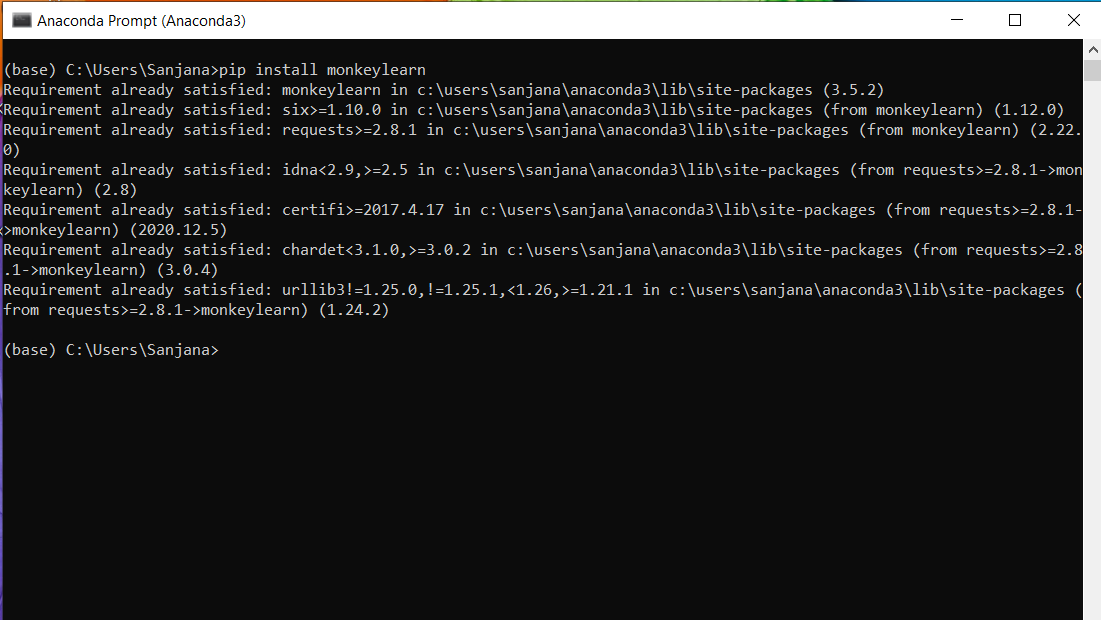 Anaconda Prompt (Anaconda3)
(base) C:\Users\Sanjana>pip install monkeylearn
Requirement already satisfied: monkeylearn in c:\users\sanjana\anaconda3\lib\site-packages (3.5.2)
Requirement already satisfied: six>=1.10.0 in c:\users\sanjana\anaconda3\lib\site-packages (from monkeylearn) (1.12.0)
Requirement already satisfied: requests>=2.8.1 in c:\users\sanjana\anaconda3\lib\site-packages (from monkeylearn) (2.22.
0)
Requirement already satisfied: idna<2.9,>=2.5 in c:\users\sanjana\anaconda3\lib\site-packages (from requests>=2.8.1->mon
keylearn) (2.8)
Requirement already satisfied: certifi>=2017.4.17 in c:\users\sanjana\anaconda3\lib\site-packages (from requests>=2.8.1-
>monkeylearn) (2020.12.5)
Requirement already satisfied: chardet<3.1.0,>=3.0.2 in c:\users\sanjana\anaconda3\lib\site-packages (from requests>=2.8
.1->monkeylearn) (3.0.4)
Requirement already satisfied: urllib3!=1.25.0,!=1.25.1,<1.26,>=1.21.1 in c:\users\sanjana\anaconda3\lib\site-packages (
from requests>=2.8.1->monkeylearn) (1.24.2)
(base) C:\Users\Sanjana>